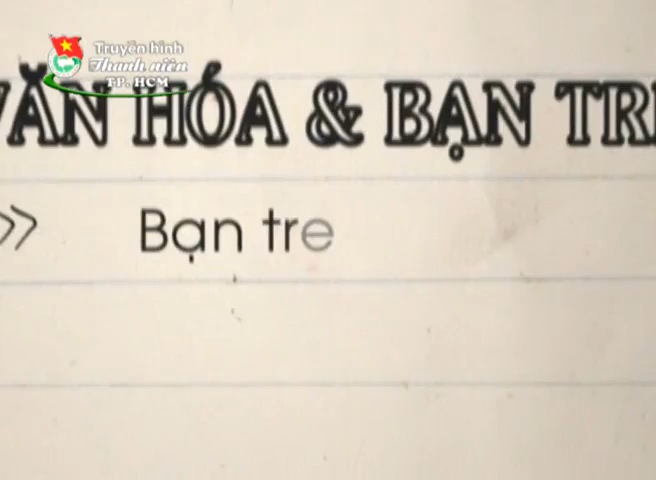 Truyền hình
Thanh niên
TP. HCM
VĂN HÓA & BẠN TR
>> Bạn tre